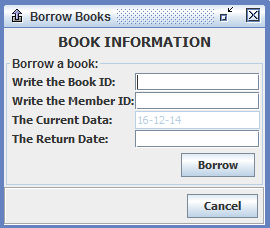 Borrow Books
BOOK INFORMATION
Borrow a book:
Write the Book ID:
Write the Member ID:
The Current Data: 16-12-14
The Return Date:
Borrow
Cancel